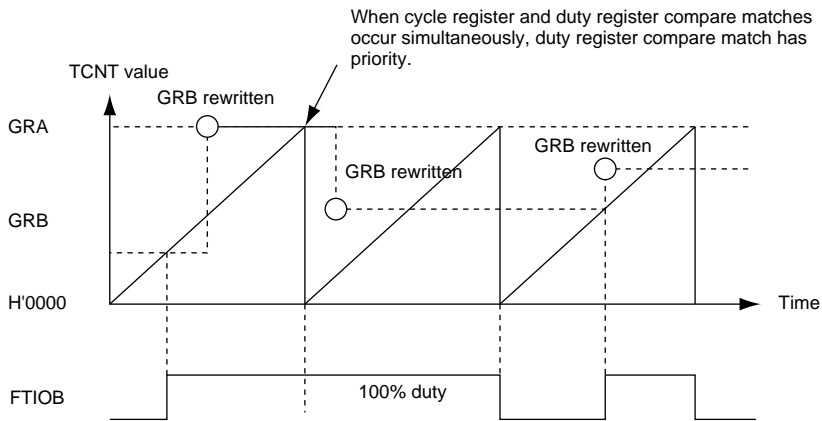 When cycle register and duty register compare matches
occur simultaneously, duty register compare match has
priority.
TCNT value
GRB rewritten
GRA
GRB rewritten
GRB rewritten
GRB
H'0000
Time
100% duty
FTIOB